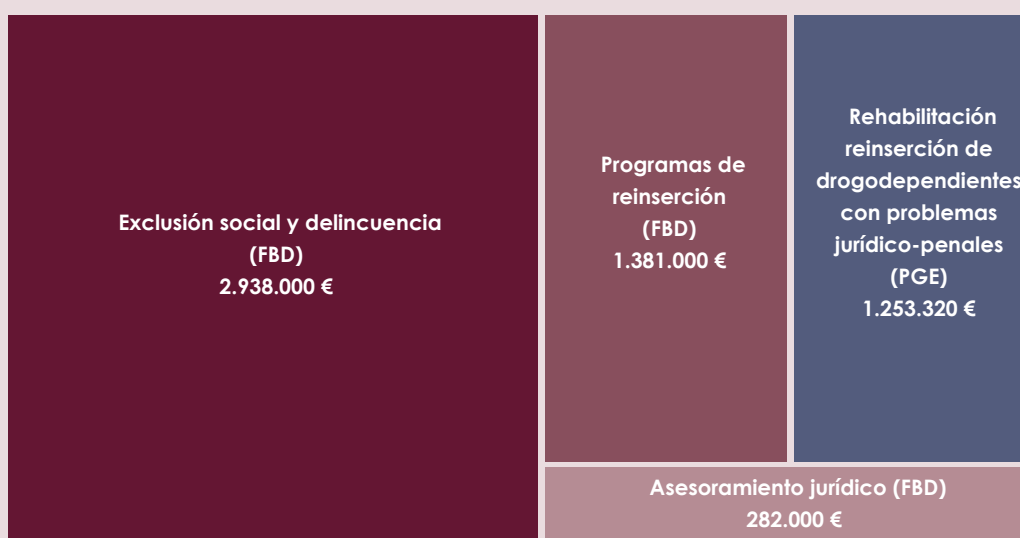 Exclusión social y delincuencia
(FBD)
2.938.000 €
Programas de
reinserción
(FBD)
1.381.000 €
Rehabilitación
reinserción de
drogodependientes
con problemas
jurídico-penales
(PGE)
1.253.320 €
Asesoramiento jurídico (FBD)
282.000 €